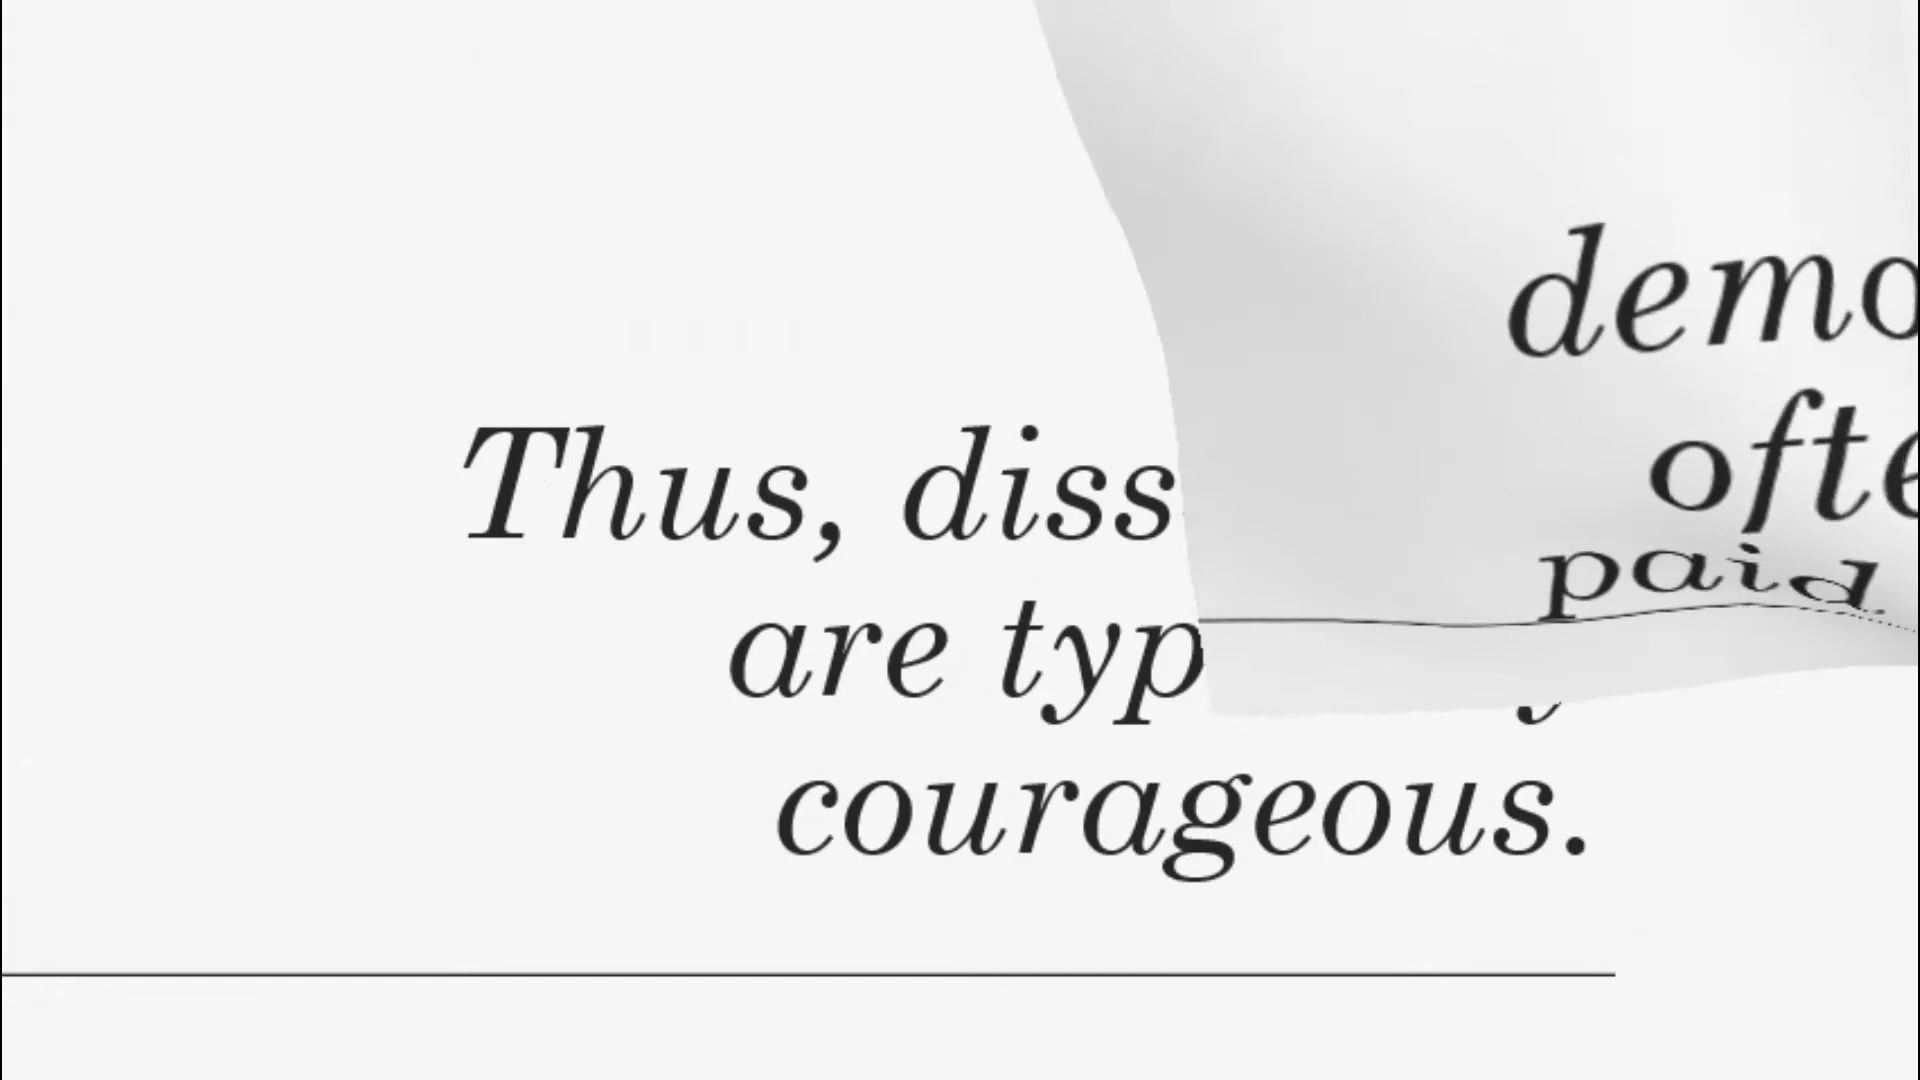 Thus, diss
are typ
courageous.
demo
ofte
paid